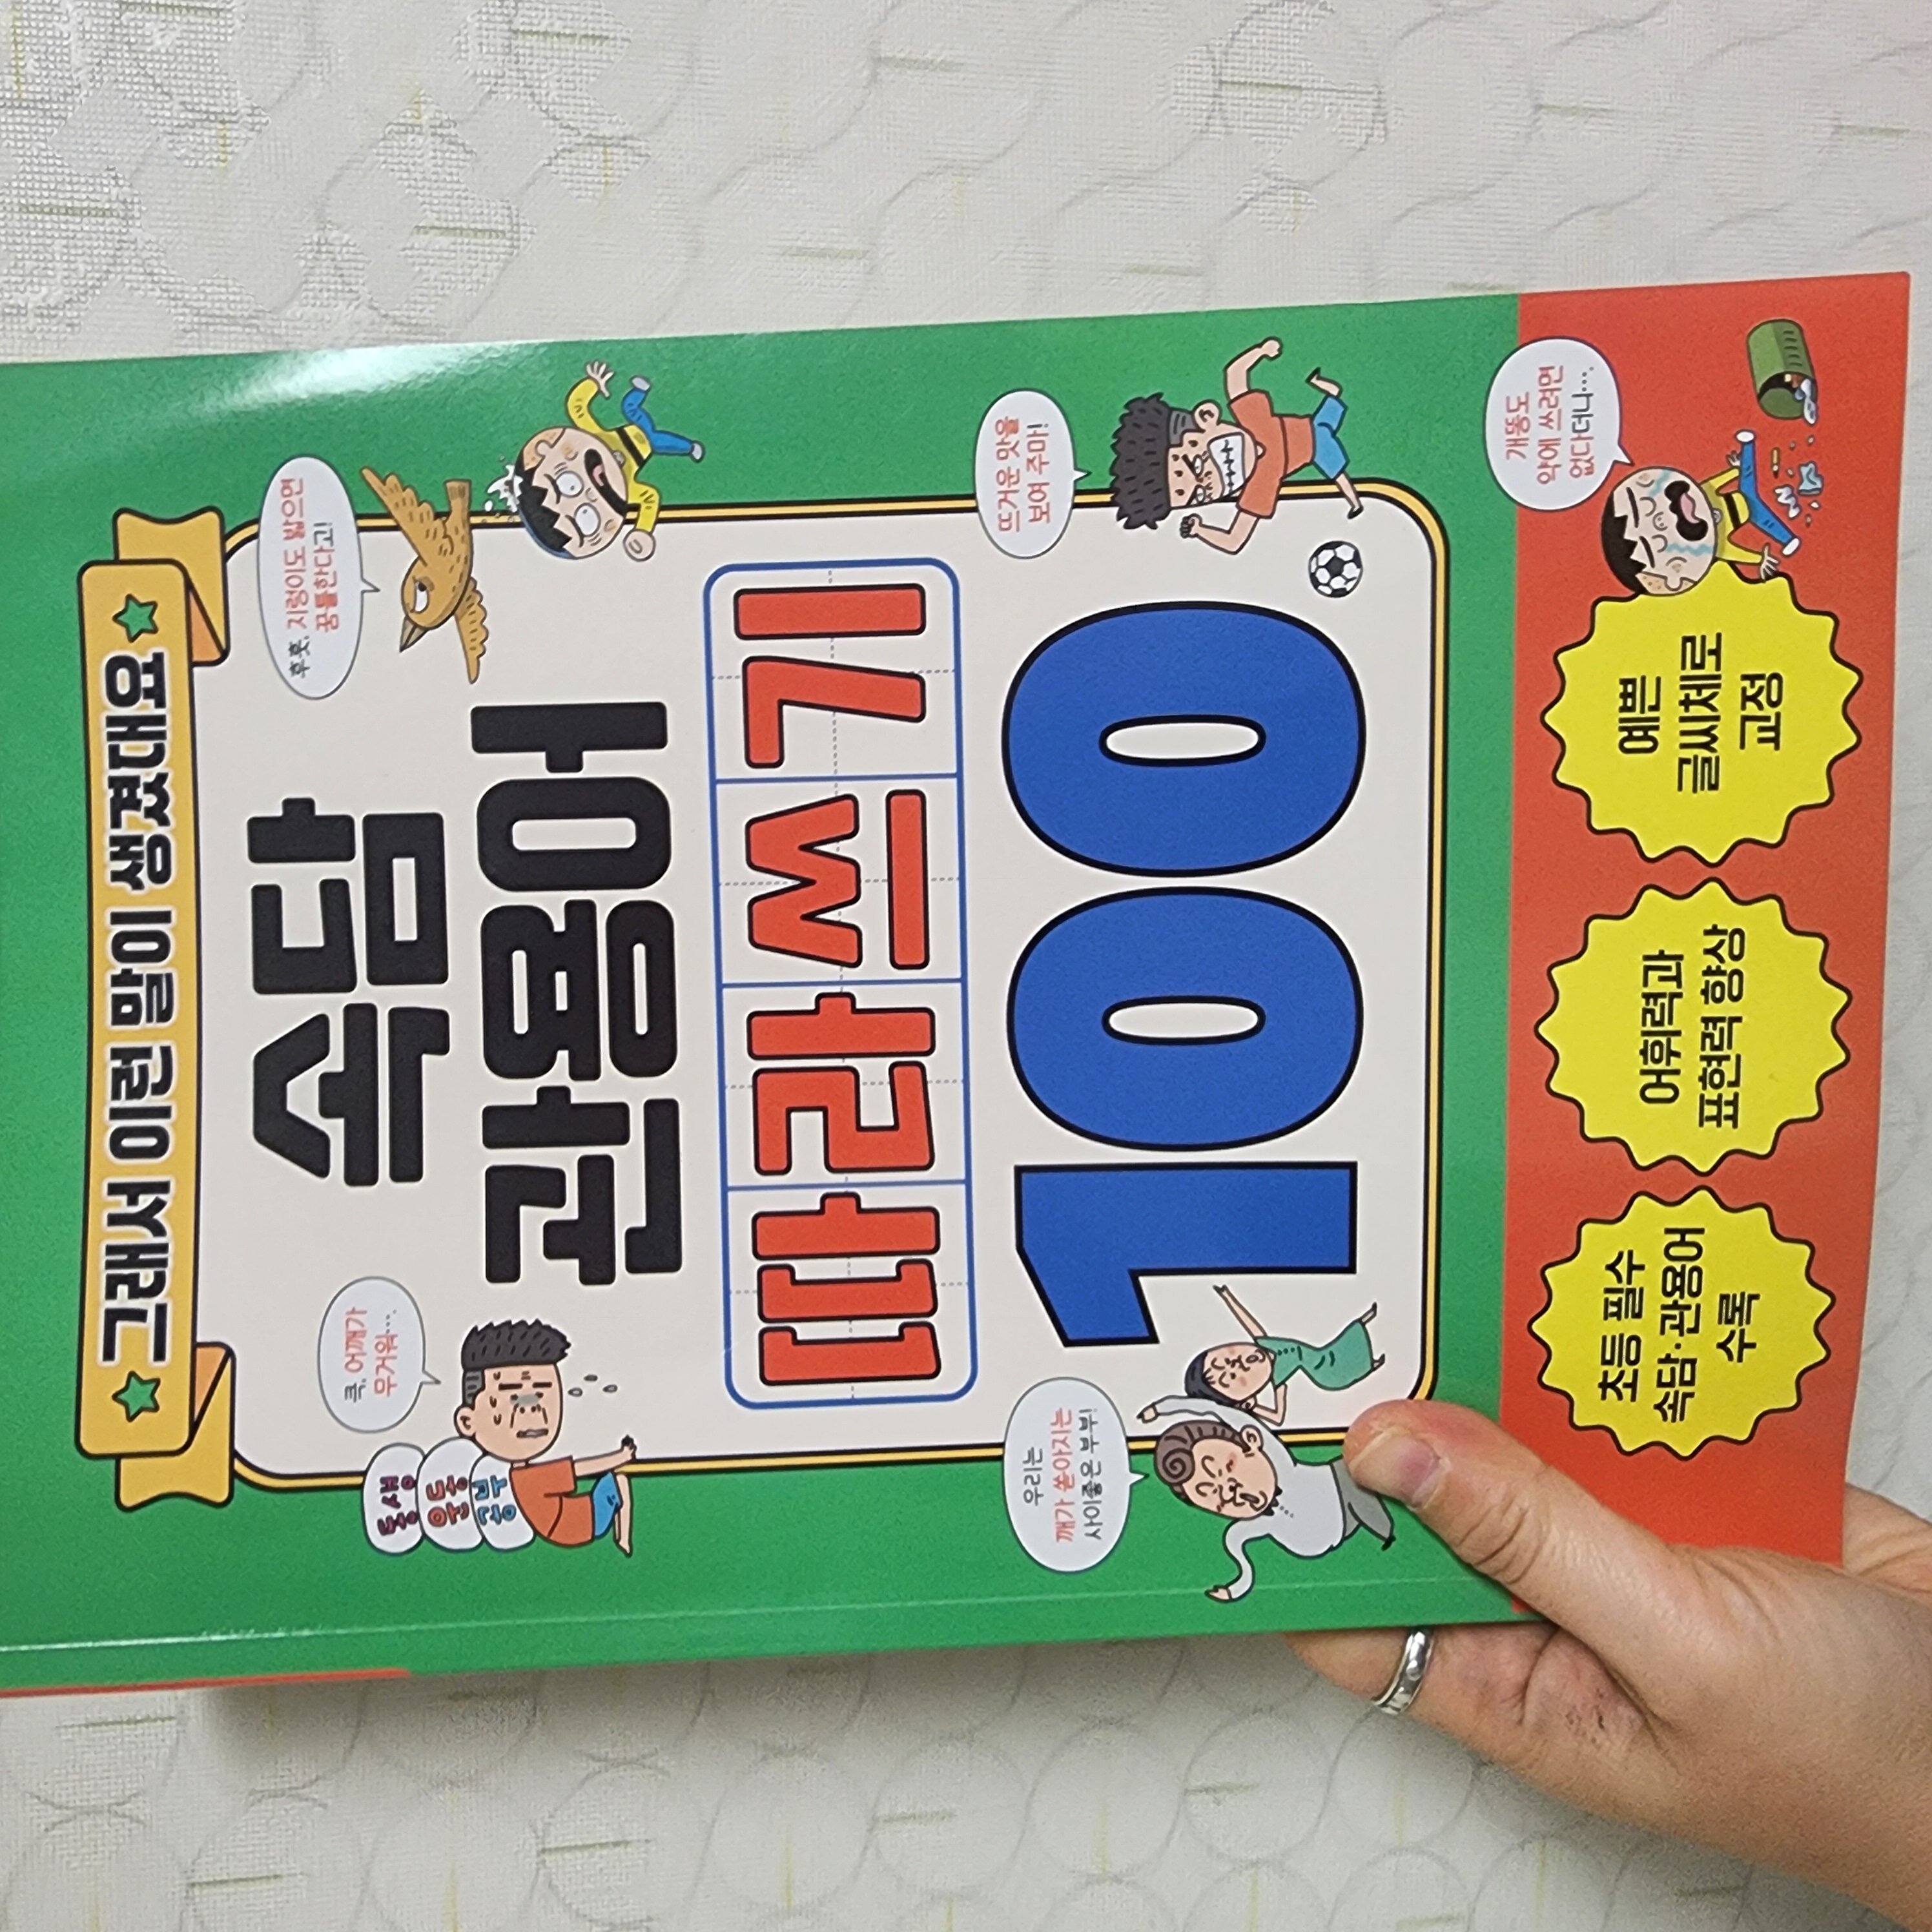 그래서 이런 말이 생겼대요
속담
관용어
따라쓰기
100
큭, 어깨가
무거워….
동생
운동
공부
후훗, 지렁이도 밟으면
꿈틀한다고!
우리는
깨가 쏟아지는
사이좋은 부부!
뜨거운 맛을
보여 주마!
개똥도
약에 쓰려면
없다더니….
초등 필수
속담·관용어
수록
어휘력과
표현력 향상
예쁜
글씨체로
교정